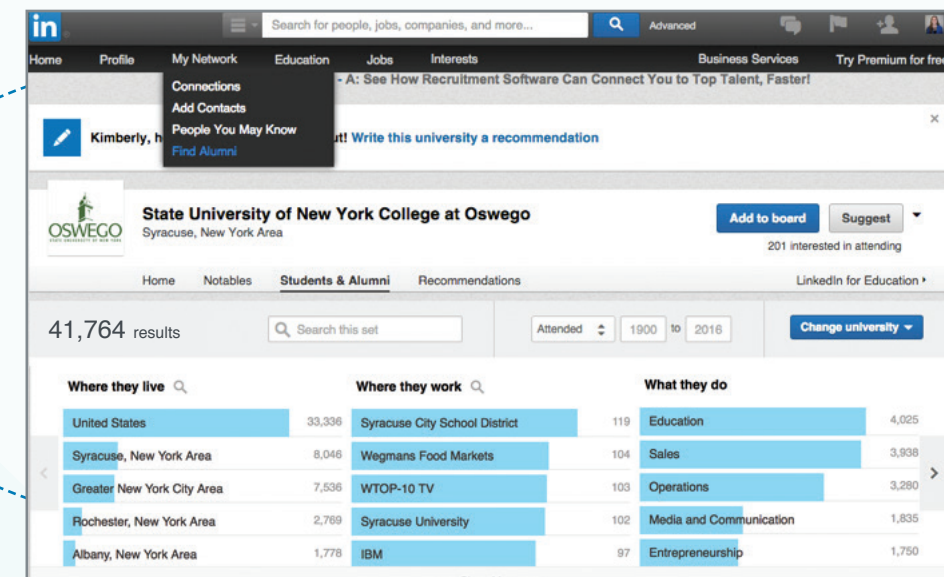 in
Search for people, jobs, companies, and more...
Advanced
Home Profile My Network Education Jobs Interests Business Services Try Premium for free
- A: See How Recruitment Software Can Connect You to Top Talent, Faster!
Connections
Add Contacts
People You May Know
Find Alumni
Kimberly, h ut! Write this university a recommendation
OSWEGO
STATE UNIVERSITY OF NEW YORK
State University of New York College at Oswego
Syracuse, New York Area
Add to board Suggest
201 interested in attending
Home Notables Students & Alumni Recommendations LinkedIn for Education
41,764 results
Search this set
Attended 1900 to 2016
Change university
Where they live
United States 33,336
Syracuse, New York Area 8,046
Greater New York City Area 7,536
Rochester, New York Area 2,769
Albany, New York Area 1,778
Where they work
Syracuse City School District 119
Wegmans Food Markets 104
WTOP-10 TV 103
Syracuse University 102
IBM 97
What they do
Education 4,025
Sales 3,938
Operations 3,280
Media and Communication 1,835
Entrepreneurship 1,750